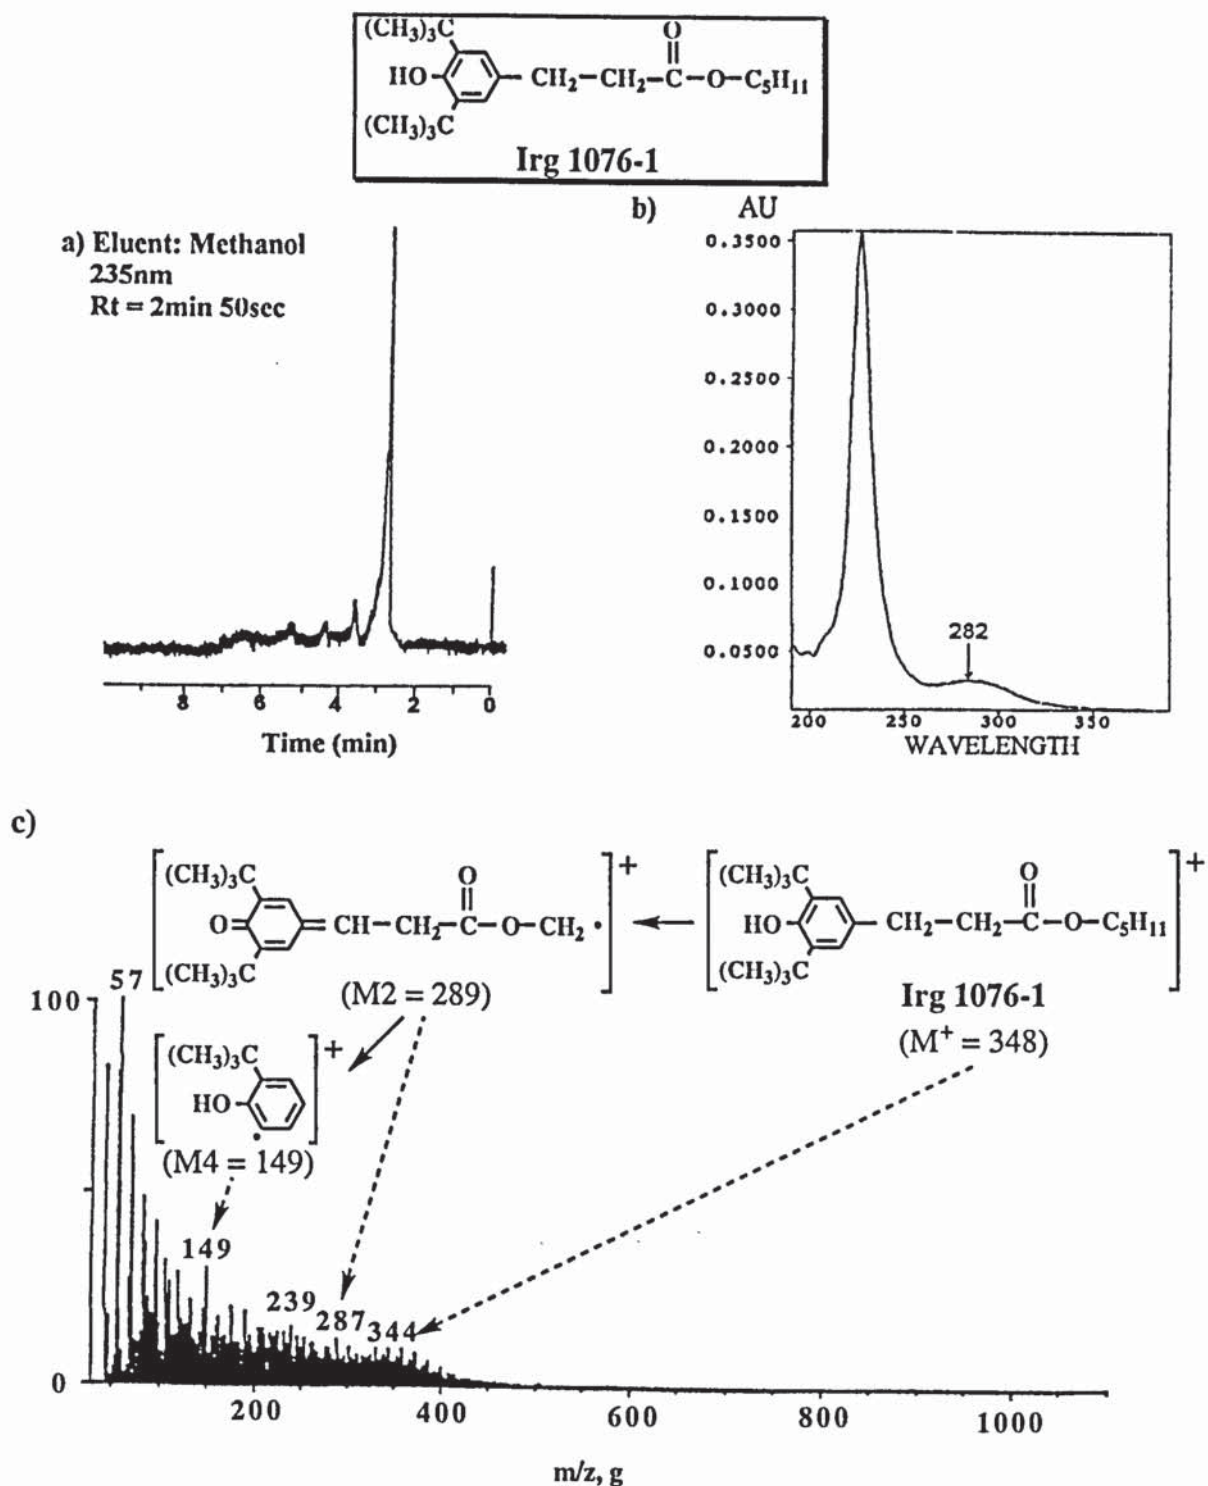 (CH3)3C
O
HO
CH2-CH2-C-O-C5H11
(CH3)3C
Irg 1076-1
a) Eluent: Methanol
235nm
Rt = 2min 50sec
8 6 4 2 0
Time (min)
b) AU
0.3500
0.3000
0.2500
0.2000
0.1500
0.1000
0.0500
282
200 250 300 350
WAVELENGTH
c)
(CH3)3C
O
O
CH-CH2-C-O-CH2 •
(CH3)3C
+
(M2 = 289)
(CH3)3C
O
HO
CH2-CH2-C-O-C5H11
(CH3)3C
+
Irg 1076-1
(M+ = 348)
(CH3)3C
HO
•
+
(M4 = 149)
100
57
149
239
287
344
0
200 400 600 800 1000
m/z, g